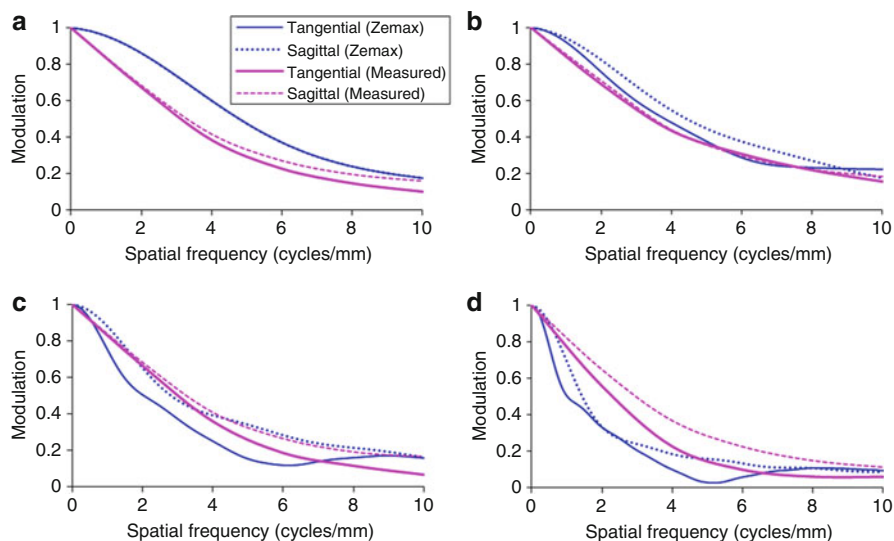 a
1
0.8
0.6
0.4
0.2
0
Modulation
0 2 4 6 8 10
Spatial frequency (cycles/mm)
Tangential (Zemax)
Sagittal (Zemax)
Tangential (Measured)
Sagittal (Measured)
b
1
0.8
0.6
0.4
0.2
0
Modulation
0 2 4 6 8 10
Spatial frequency (cycles/mm)
c
1
0.8
0.6
0.4
0.2
0
Modulation
0 2 4 6 8 10
Spatial frequency (cycles/mm)
d
1
0.8
0.6
0.4
0.2
0
Modulation
0 2 4 6 8 10
Spatial frequency (cycles/mm)